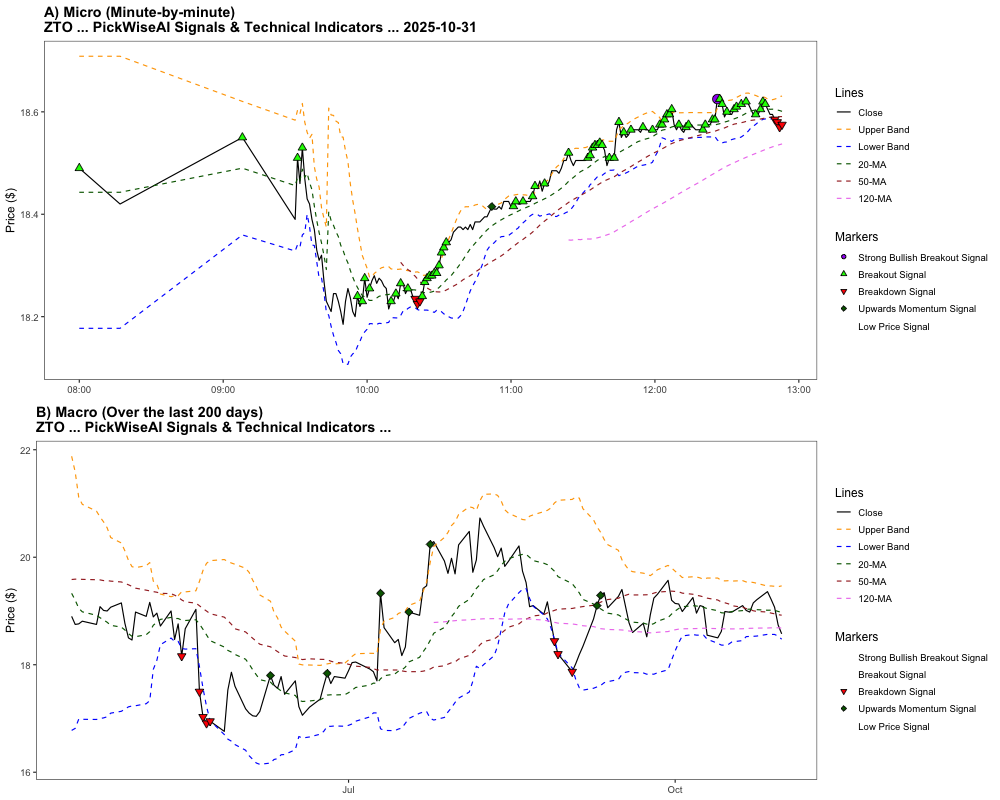 A) Micro (Minute-by-minute)
ZTO ... PickWiseAI Signals & Technical Indicators ... 2025-10-31
Price ($)
18.6
18.4
18.2
08:00
09:00
10:00
11:00
12:00
13:00
Lines
Close
Upper Band
Lower Band
20-MA
50-MA
120-MA
Markers
Strong Bullish Breakout Signal
Breakout Signal
Breakdown Signal
Upwards Momentum Signal
Low Price Signal
B) Macro (Over the last 200 days)
ZTO ... PickWiseAI Signals & Technical Indicators ...
Price ($)
22
20
18
16
Jul
Oct
Lines
Close
Upper Band
Lower Band
20-MA
50-MA
120-MA
Markers
Strong Bullish Breakout Signal
Breakout Signal
Breakdown Signal
Upwards Momentum Signal
Low Price Signal